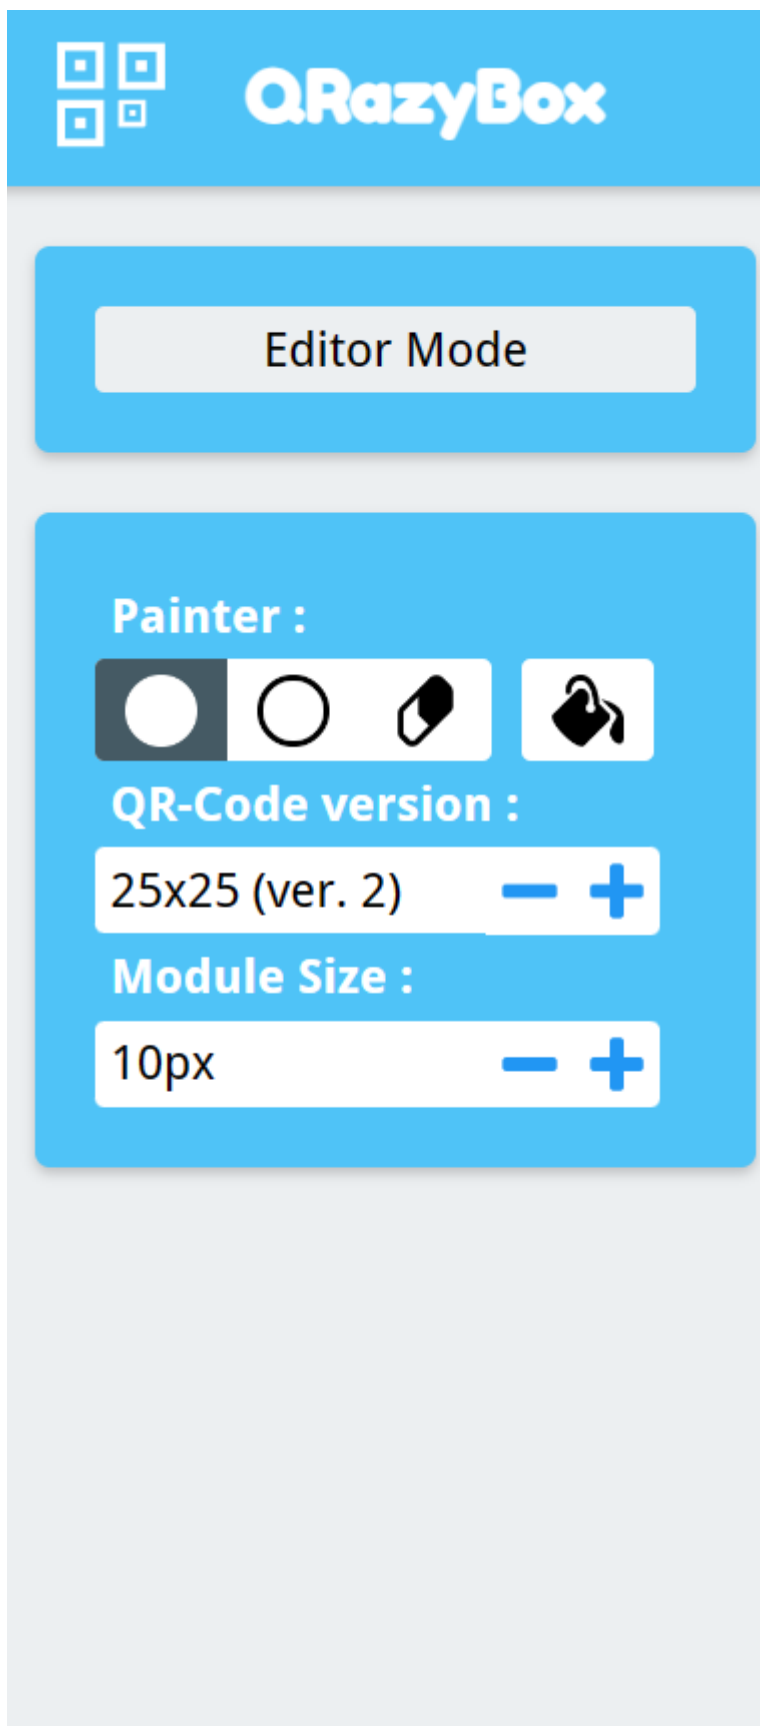 QRazyBox
Editor Mode
Painter :
QR-Code version :
25x25 (ver. 2)
Module Size :
10px